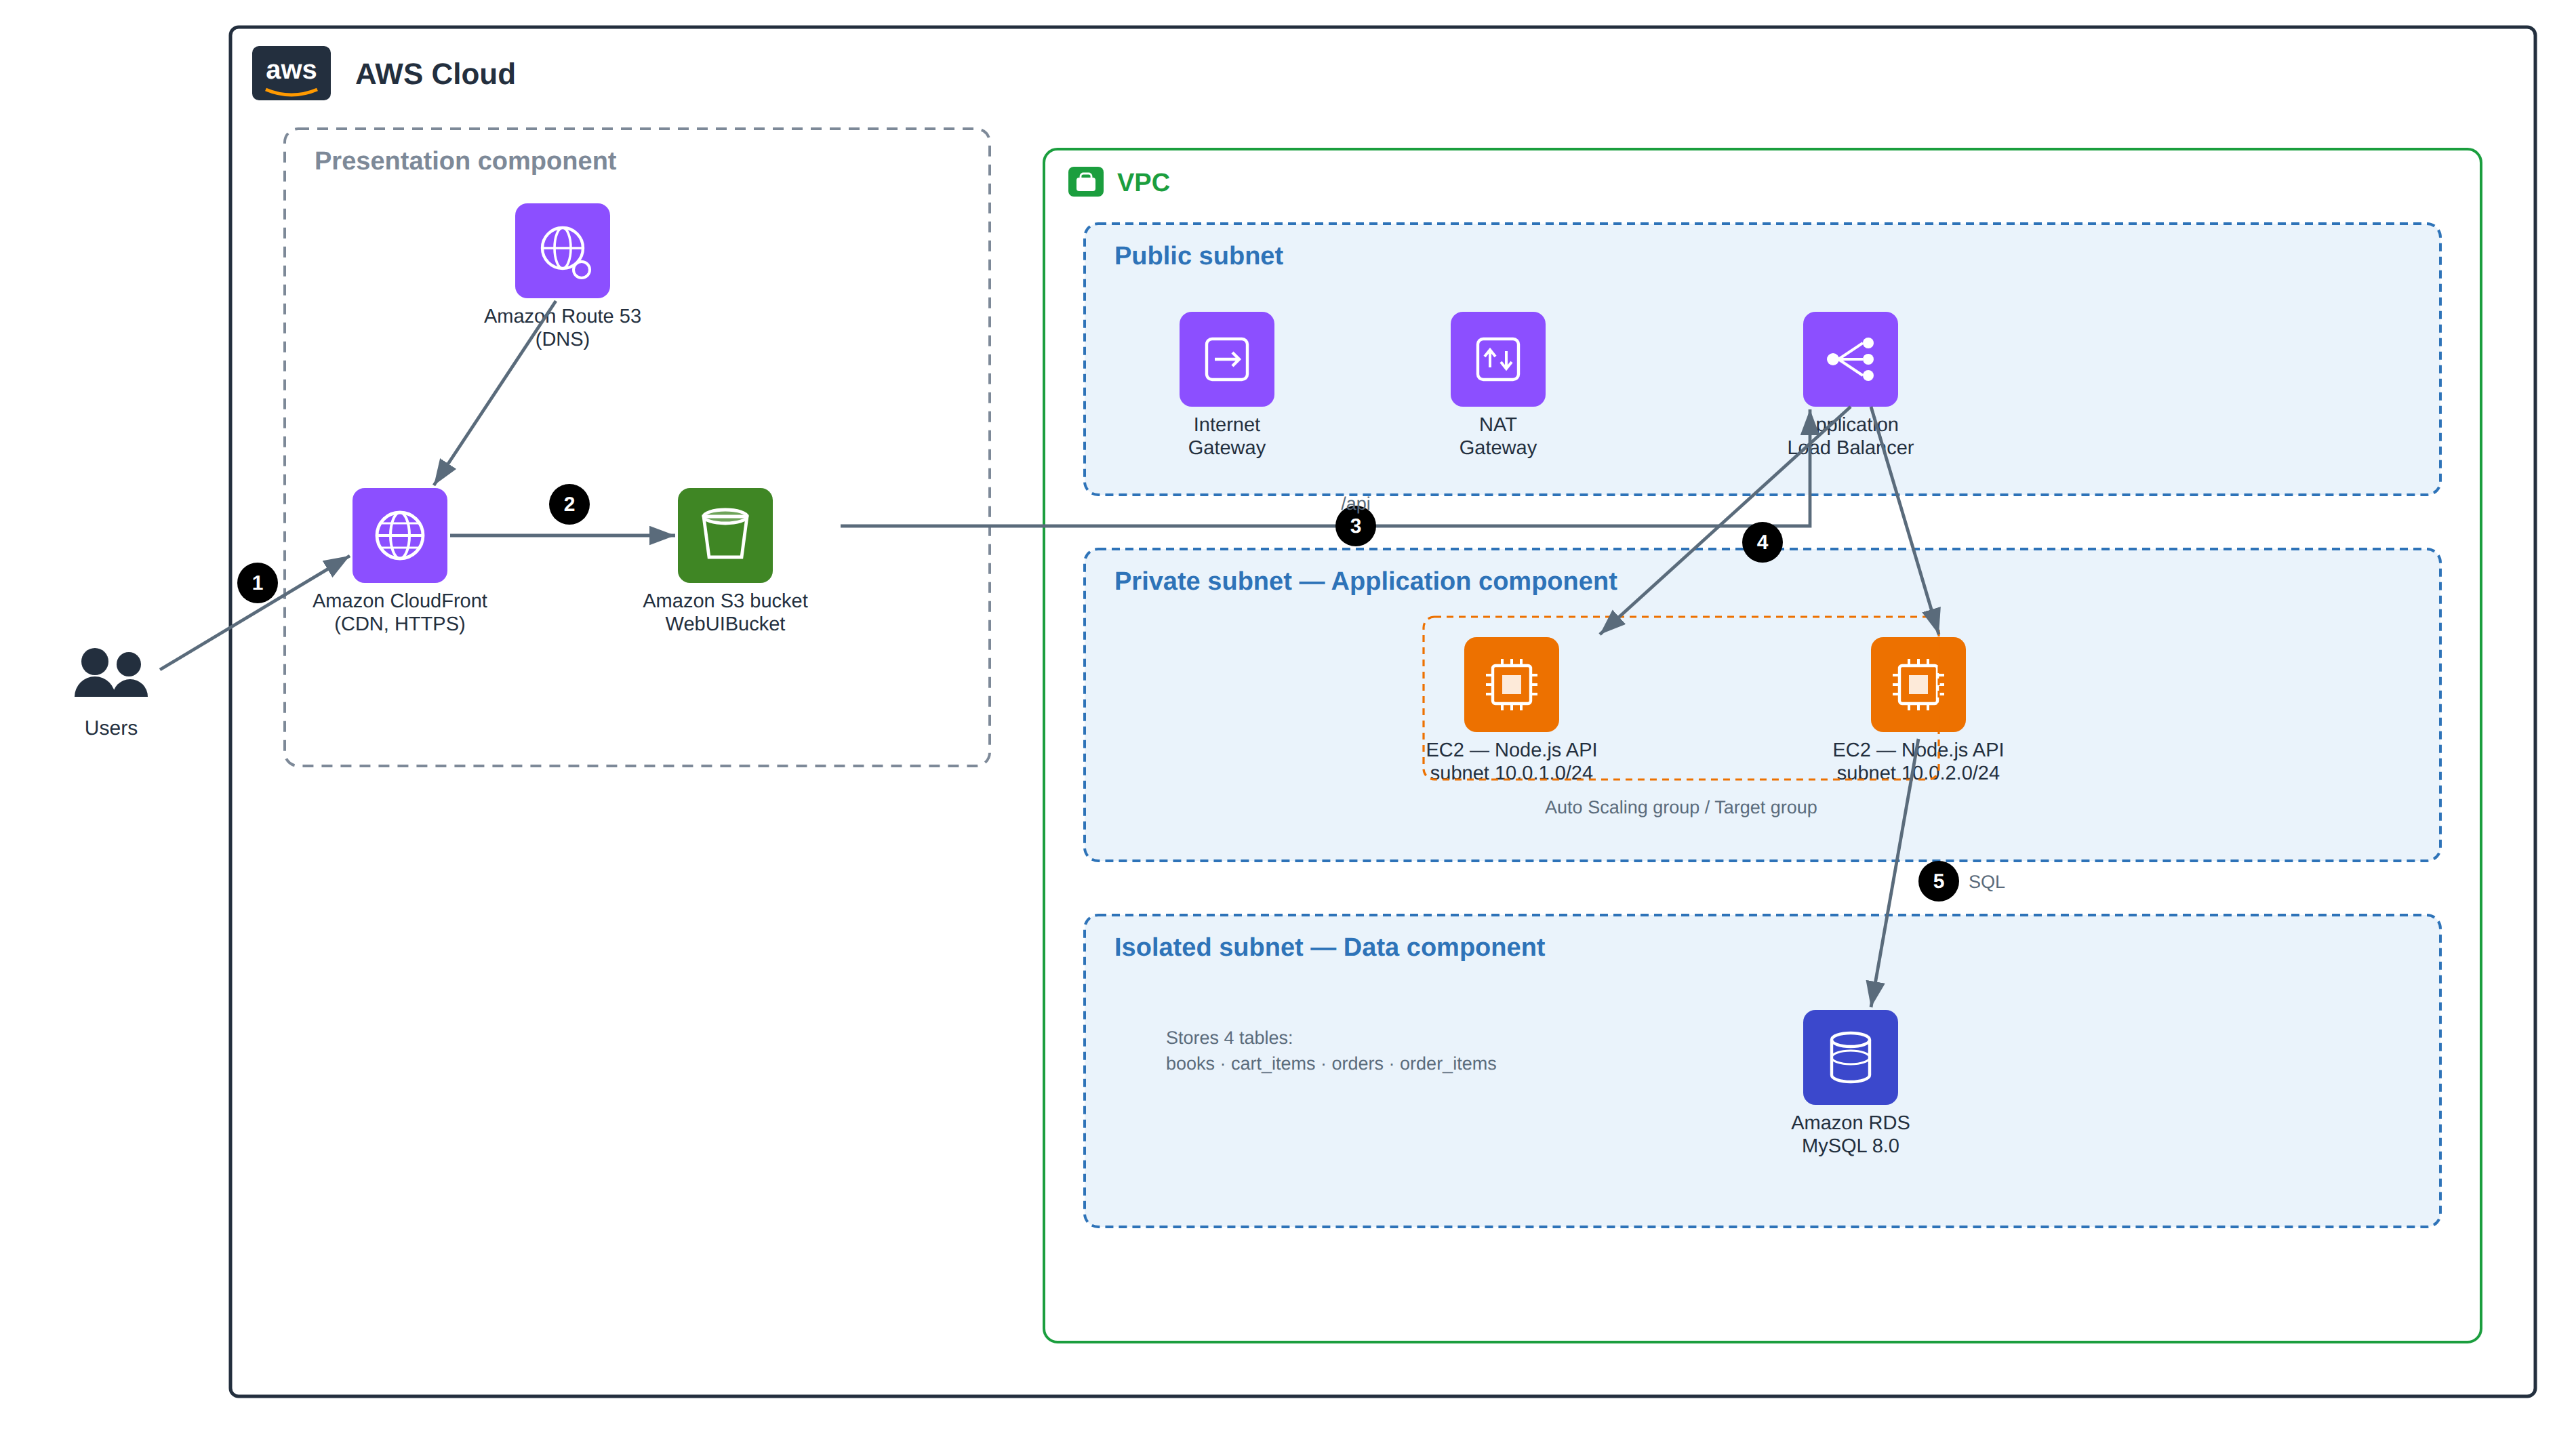 aws
AWS Cloud
Presentation component
Amazon Route 53
(DNS)
2
1
Amazon CloudFront
(CDN, HTTPS)
Amazon S3 bucket
WebUIBucket
Users
VPC
Public subnet
Internet
Gateway
NAT
Gateway
Application
Load Balancer
/api
3
4
Private subnet — Application component
EC2 — Node.js API
subnet 10.0.1.0/24
EC2 — Node.js API
subnet 10.0.2.0/24
Auto Scaling group / Target group
5
SQL
Isolated subnet — Data component
Stores 4 tables:
books · cart_items · orders · order_items
Amazon RDS
MySQL 8.0